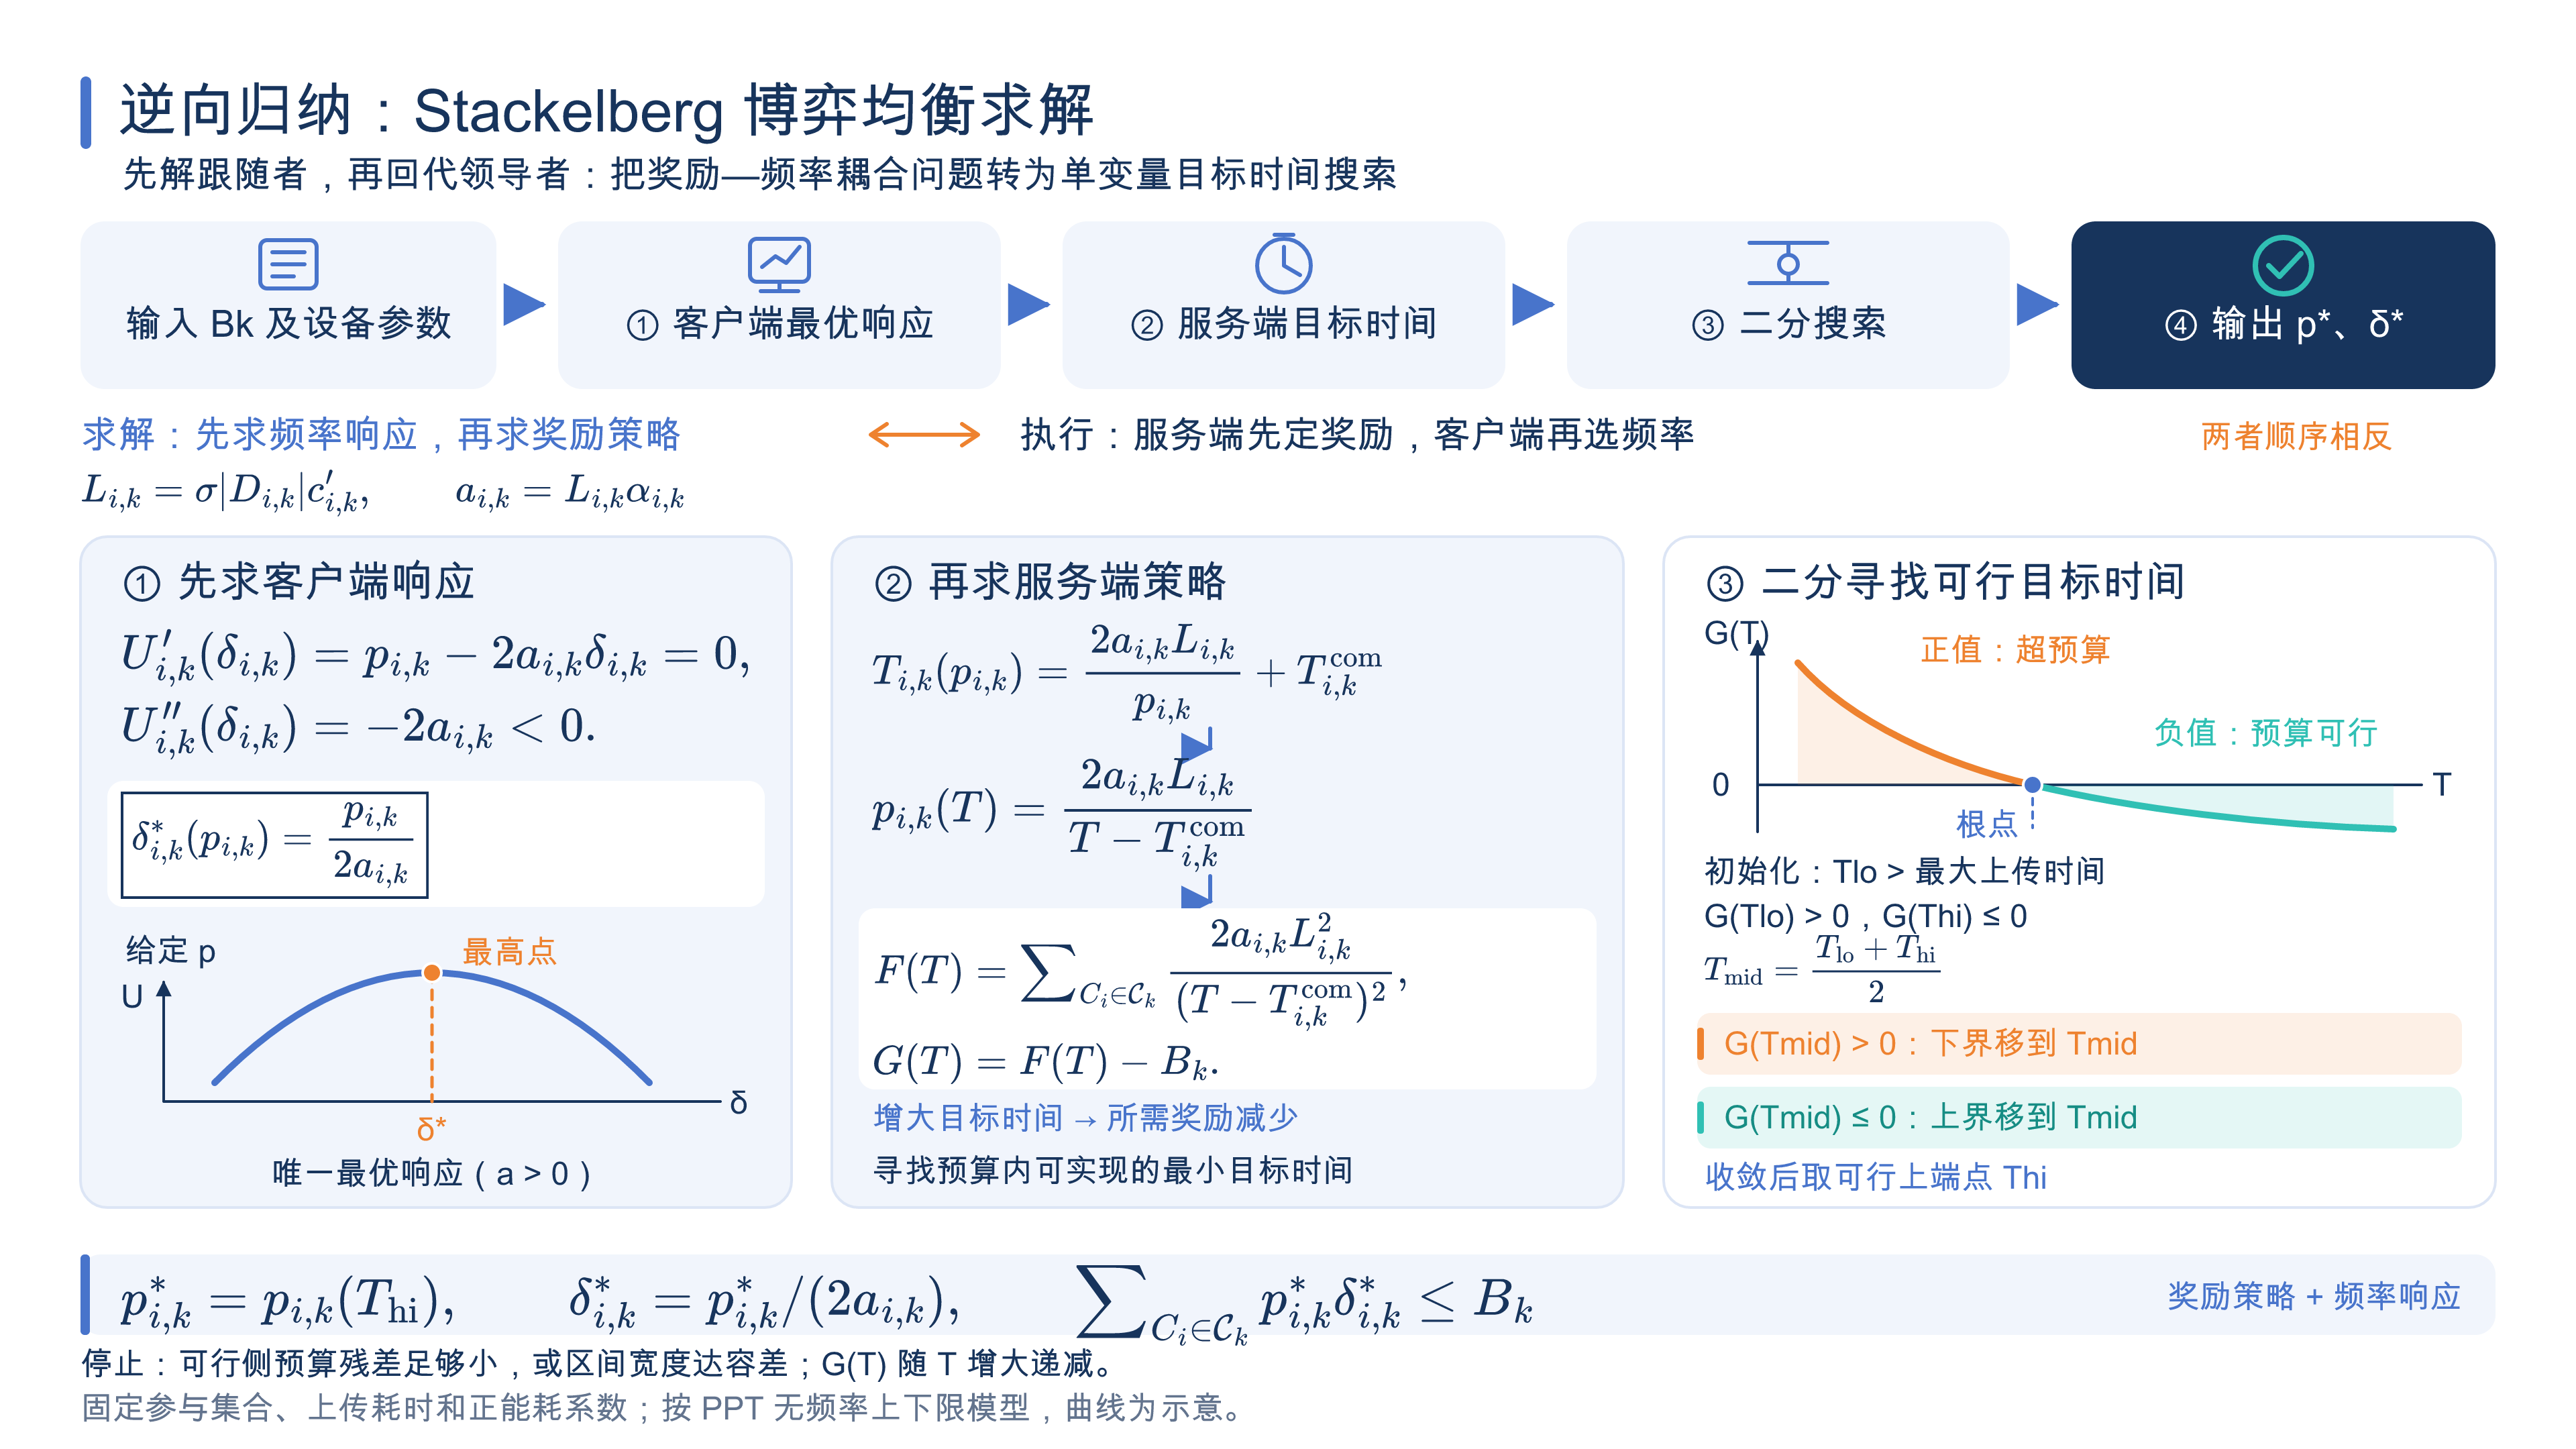 逆向归纳：Stackelberg 博弈均衡求解
先解跟随者，再回代领导者：把奖励—频率耦合问题转为单变量目标时间搜索
输入 Bk 及设备参数
① 客户端最优响应
② 服务端目标时间
③ 二分搜索
④ 输出 p*、δ*
求解：先求频率响应，再求奖励策略
执行：服务端先定奖励，客户端再选频率
两者顺序相反
L_{i,k} = σ|D_{i,k}|c'_{i,k}, a_{i,k} = L_{i,k}α_{i,k}
① 先求客户端响应
U'_{i,k}(δ_{i,k}) = p_{i,k} − 2a_{i,k}δ_{i,k} = 0,
U''_{i,k}(δ_{i,k}) = −2a_{i,k} < 0.
δ*_{i,k}(p_{i,k}) = \frac{p_{i,k}}{2a_{i,k}}
给定 p
最高点
U
δ
δ*
唯一最优响应（a > 0）
② 再求服务端策略
T_{i,k}(p_{i,k}) = \frac{2a_{i,k}L_{i,k}}{p_{i,k}} + T^{com}_{i,k}
p_{i,k}(T) = \frac{2a_{i,k}L_{i,k}}{T − T^{com}_{i,k}}
F(T) = ∑_{C_i∈𝒞_k} \frac{2a_{i,k}L^2_{i,k}}{(T − T^{com}_{i,k})^2},
G(T) = F(T) − B_k.
增大目标时间 → 所需奖励减少
寻找预算内可实现的最小目标时间
③ 二分寻找可行目标时间
G(T)
正值：超预算
负值：预算可行
0
T
根点
初始化：Tlo > 最大上传时间
G(Tlo) > 0，G(Thi) ≤ 0
T_{mid} = \frac{T_{lo} + T_{hi}}{2}
G(Tmid) > 0：下界移到 Tmid
G(Tmid) ≤ 0：上界移到 Tmid
收敛后取可行上端点 Thi
p*_{i,k} = p_{i,k}(T_{hi}), δ*_{i,k} = p*_{i,k}/(2a_{i,k}), ∑_{C_i∈𝒞_k} p*_{i,k}δ*_{i,k} ≤ B_k
奖励策略 + 频率响应
停止：可行侧预算残差足够小，或区间宽度达容差；G(T) 随 T 增大递减。
固定参与集合、上传耗时和正能耗系数；按 PPT 无频率上下限模型，曲线为示意。